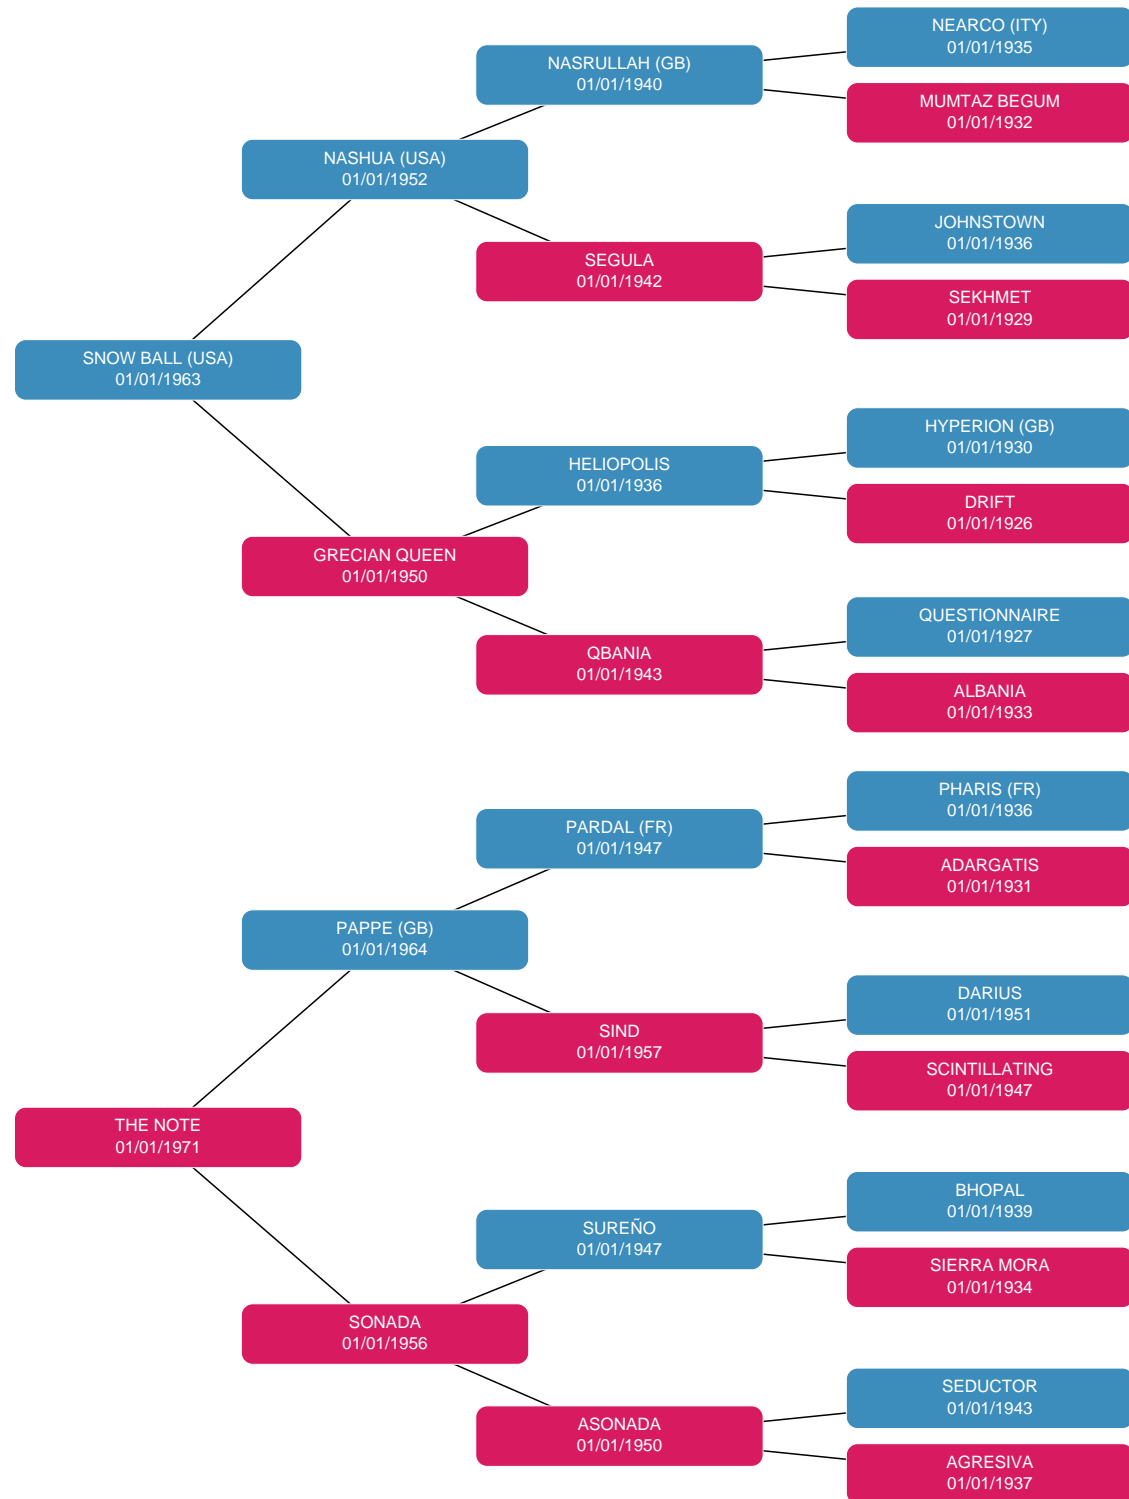 NEARCO (ITY)
01/01/1935
NASRULLAH (GB)
01/01/1940
MUMTAZ BEGUM
01/01/1932
NASHUA (USA)
01/01/1952
JOHNSTOWN
01/01/1936
SEGULA
01/01/1942
SEKHMET
01/01/1929
SNOW BALL (USA)
01/01/1963
HYPERION (GB)
01/01/1930
HELIOPOLIS
01/01/1936
DRIFT
01/01/1926
GRECIAN QUEEN
01/01/1950
QUESTIONNAIRE
01/01/1927
QBANIA
01/01/1943
ALBANIA
01/01/1933
PHARIS (FR)
01/01/1936
PARDAL (FR)
01/01/1947
ADARGATIS
01/01/1931
PAPPE (GB)
01/01/1964
DARIUS
01/01/1951
SIND
01/01/1957
SCINTILLATING
01/01/1947
THE NOTE
01/01/1971
BHOPAL
01/01/1939
SUREÑO
01/01/1947
SIERRA MORA
01/01/1934
SONADA
01/01/1956
SEDUCTOR
01/01/1943
ASONADA
01/01/1950
AGRESIVA
01/01/1937